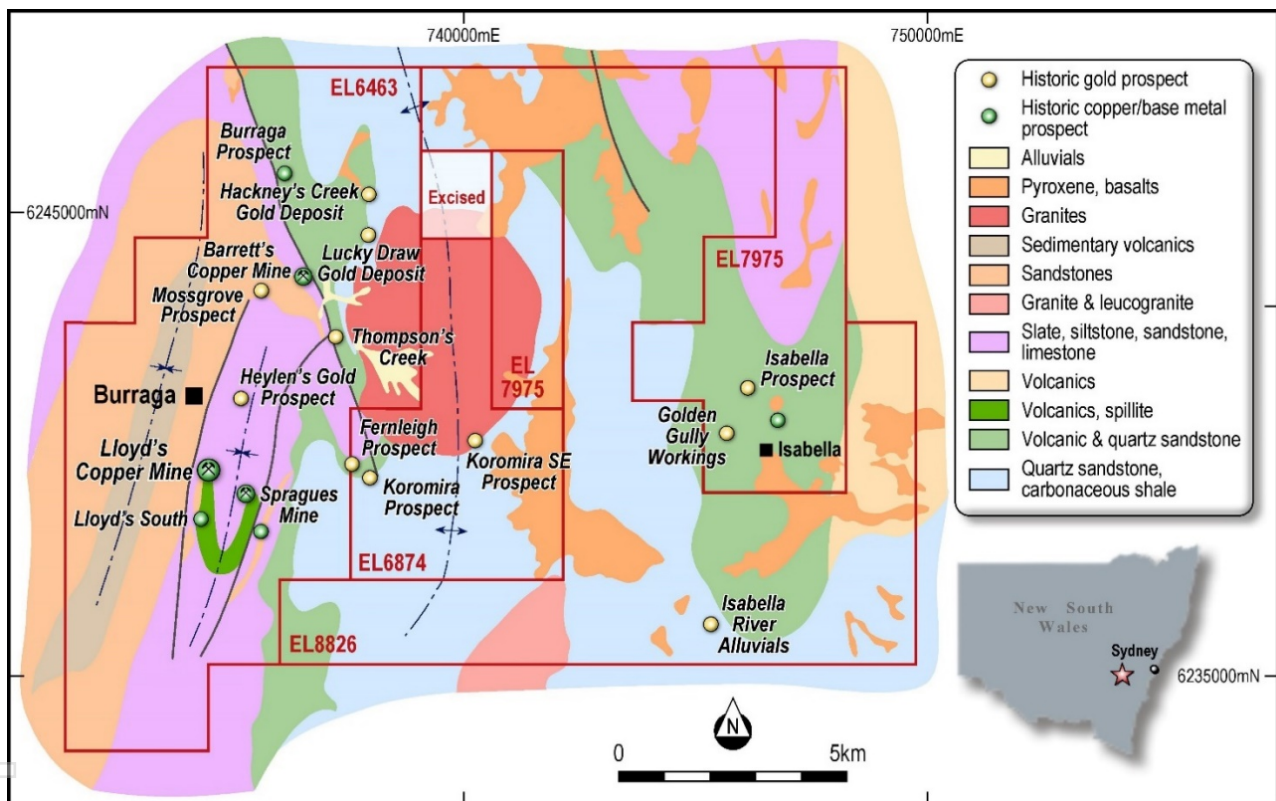 740000mE
750000mE
EL6463
Burraga
Prospect
Hackney's Creek
Gold Deposit
Excised
6245000mN
Barrett's
Copper Mine
Lucky Draw
Gold Deposit
Mossgrove
Prospect
EL7975
Thompson's
Creek
EL
7975
Isabella
Prospect
Burraga
Heylen's Gold
Prospect
Fernleigh
Prospect
Golden
Gully
Workings
Isabella
Lloyd's
Copper Mine
Koromira SE
Prospect
Koromira
Prospect
Spragues
Mine
Lloyd's South
EL6874
Isabella
River
Alluvials
EL8826
Historic gold prospect
Historic copper/base metal
prospect
Alluvials
Pyroxene, basalts
Granites
Sedimentary volcanics
Sandstones
Granite & leucogranite
Slate, siltstone, sandstone,
limestone
Volcanics
Volcanics, spillite
Volcanic & quartz sandstone
Quartz sandstone,
carbonaceous shale
New South
Wales
Sydney
6235000mN
N
0
5km